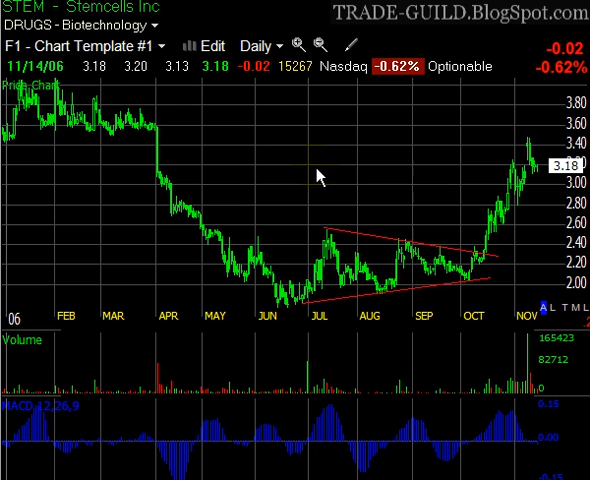 STEM - Stemcells Inc
TRADE-GUILD.BlogSpot.com
DRUGS - Biotechnology
F1 - Chart Template #1 Edit Daily
-0.02
11/14/06 3.18 3.20 3.13 3.18 -0.02 15267 Nasdaq -0.62% Optionable
-0.62%
Price Chart
3.80
3.60
3.40
3.20
3.18
3.00
2.80
2.60
2.40
2.20
2.00
A L T M L
06 FEB MAR APR MAY JUN JUL AUG SEP OCT NOV
Volume
165423
82712
0
MACD 12,26,9
0.15
0.00
-0.15